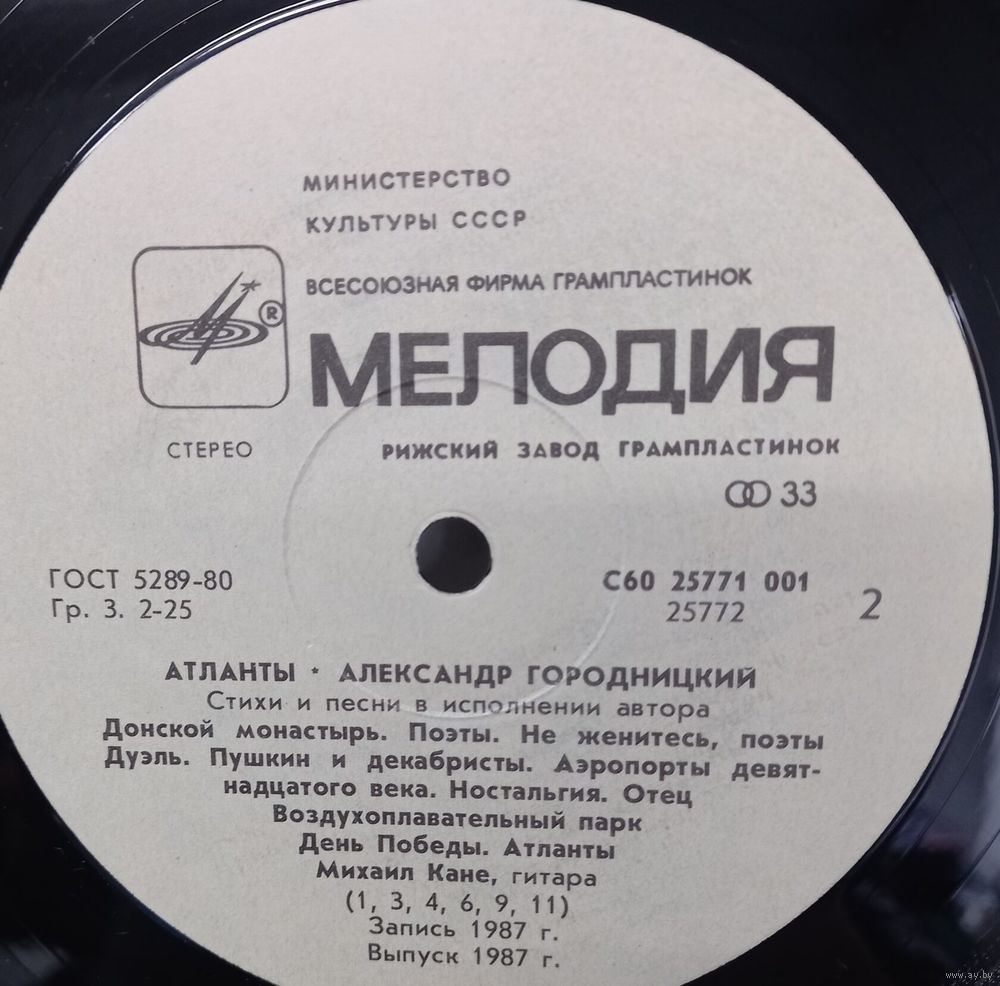 МИНИСТЕРСТВО
КУЛЬТУРЫ СССР
ВСЕСОЮЗНАЯ ФИРМА ГРАМПЛАСТИНОК
®
МЕЛОДИЯ
СТЕРЕО
РИЖСКИЙ ЗАВОД ГРАМПЛАСТИНОК
33
ГОСТ 5289-80
Гр. 3. 2-25
С60 25771 001
25772
2
АТЛАНТЫ * АЛЕКСАНДР ГОРОДНИЦКИЙ
Стихи и песни в исполнении автора
Донской монастырь. Поэты. Не женитесь, поэты
Дуэль. Пушкин и декабристы. Аэропорты девят-
надцатого века. Ностальгия. Отец
Воздухоплавательный парк
День Победы. Атланты
Михаил Кане, гитара
(1, 3, 4, 6, 9, 11)
Запись 1987 г.
Выпуск 1987 г.
www.ay.by